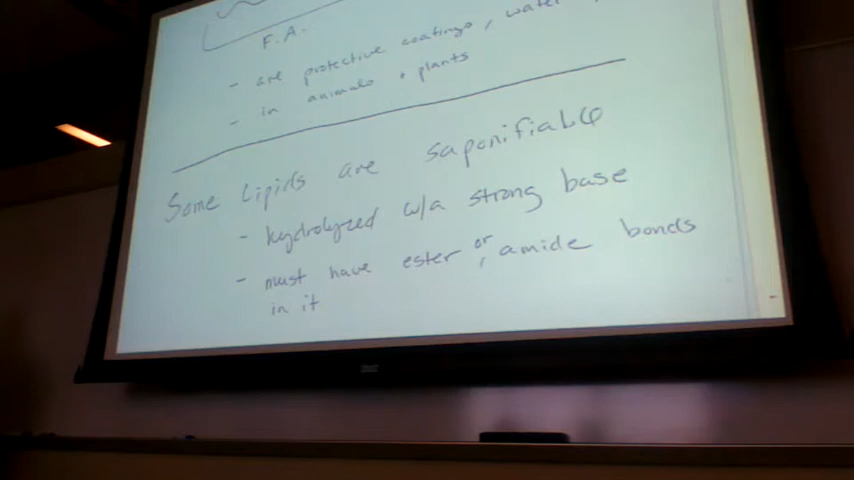 F.A.
- are protective coatings, water
- in animals + plants
Some Lipids are saponifiable
- hydrolyzed w/a strong base
- must have ester or, amide bonds
in it